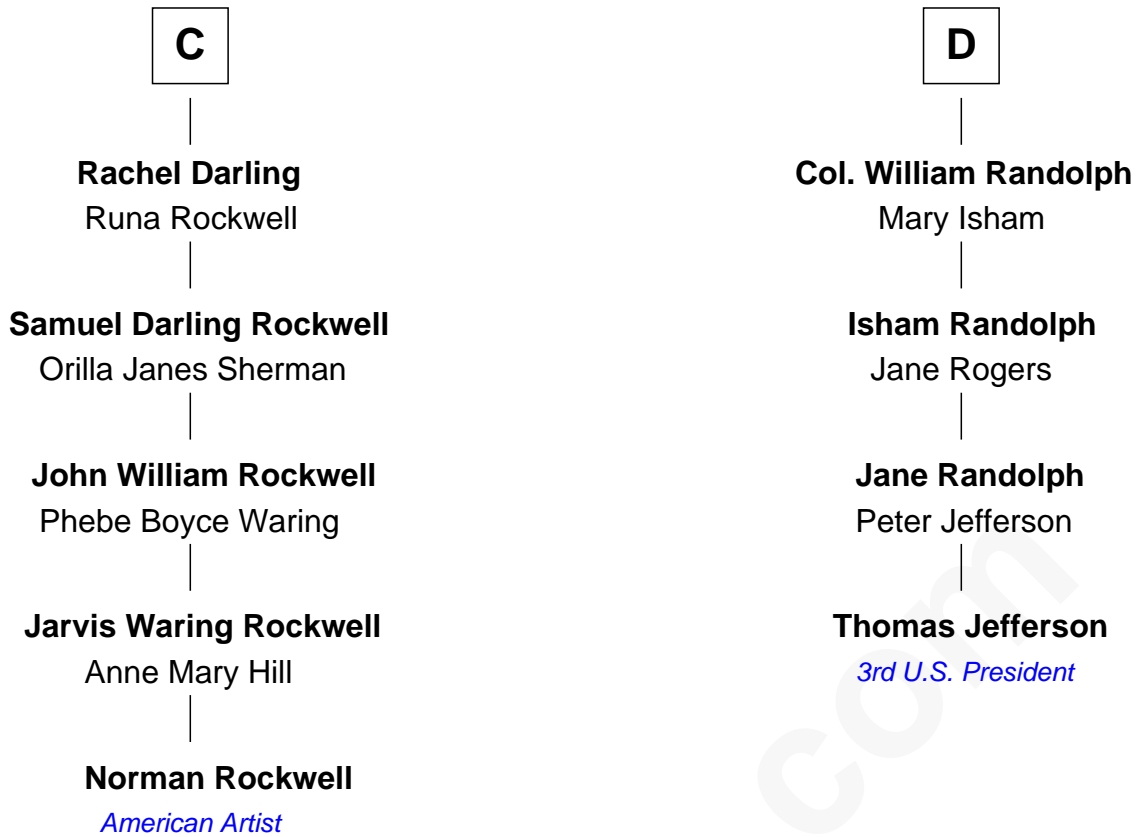 C
Rachel Darling
Runa Rockwell
Samuel Darling Rockwell
Orilla Janes Sherman
John William Rockwell
Phebe Boyce Waring
Jarvis Waring Rockwell
Anne Mary Hill
Norman Rockwell
American Artist
D
Col. William Randolph
Mary Isham
Isham Randolph
Jane Rogers
Jane Randolph
Peter Jefferson
Thomas Jefferson
3rd U.S. President
com